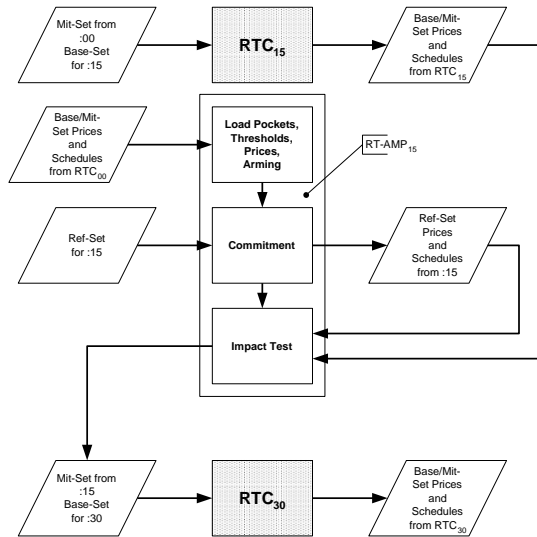 Mit-Set from
:00
Base-Set
for :15
RTC15
Base/Mit-
Set Prices
and
Schedules
from RTC15
Base/Mit-
Set Prices
and
Schedules
from RTC00
Load Pockets,
Thresholds,
Prices,
Arming
RT-AMP15
Ref-Set
for :15
Commitment
Ref-Set
Prices
and
Schedules
from :15
Impact Test
Mit-Set from
:15
Base-Set
for :30
RTC30
Base/Mit-
Set Prices
and
Schedules
from RTC30